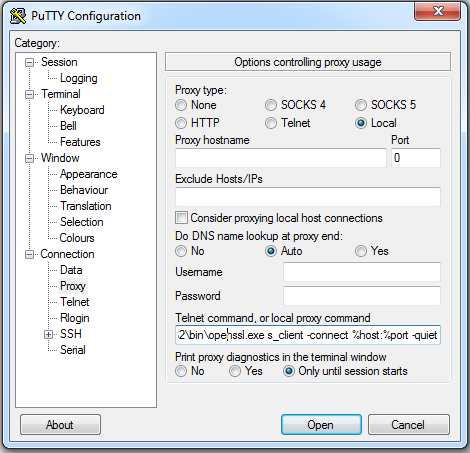 PuTTY Configuration
Category:
Session
Logging
Terminal
Keyboard
Bell
Features
Window
Appearance
Behaviour
Translation
Selection
Colours
Connection
Data
Proxy
Telnet
Rlogin
SSH
Serial
Options controlling proxy usage
Proxy type:
None SOCKS 4 SOCKS 5
HTTP Telnet Local
Proxy hostname Port
0
Exclude Hosts/IPs
Consider proxying local host connections
Do DNS name lookup at proxy end:
No Auto Yes
Username
Password
Telnet command, or local proxy command
2\bin\openssl.exe s_client -connect %host:%port -quiet
Print proxy diagnostics in the terminal window
No Yes Only until session starts
About Open Cancel